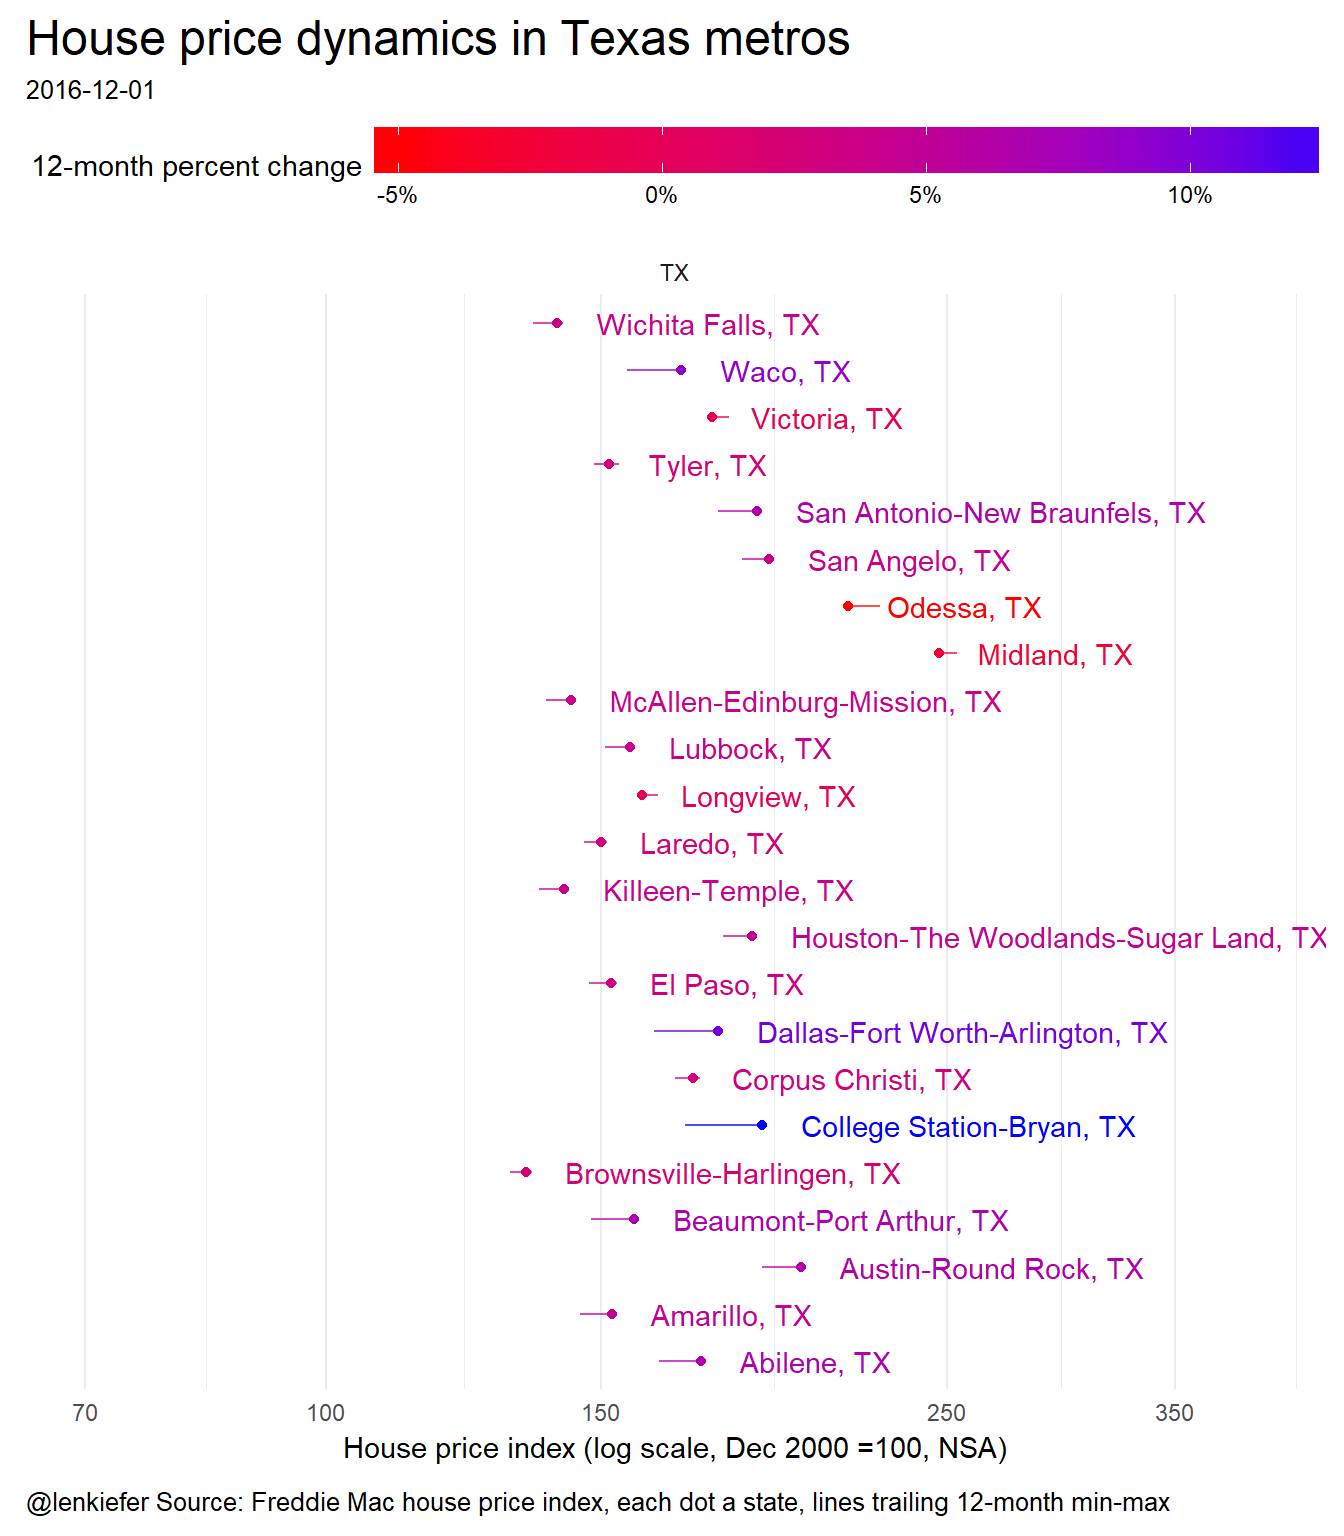 House price dynamics in Texas metros
2016-12-01
12-month percent change
-5% 0% 5% 10%
TX
Wichita Falls, TX
Waco, TX
Victoria, TX
Tyler, TX
San Antonio-New Braunfels, TX
San Angelo, TX
Odessa, TX
Midland, TX
McAllen-Edinburg-Mission, TX
Lubbock, TX
Longview, TX
Laredo, TX
Killeen-Temple, TX
Houston-The Woodlands-Sugar Land, TX
El Paso, TX
Dallas-Fort Worth-Arlington, TX
Corpus Christi, TX
College Station-Bryan, TX
Brownsville-Harlingen, TX
Beaumont-Port Arthur, TX
Austin-Round Rock, TX
Amarillo, TX
Abilene, TX
70 100 150 250 350
House price index (log scale, Dec 2000 =100, NSA)
@lenkiefer Source: Freddie Mac house price index, each dot a state, lines trailing 12-month min-max